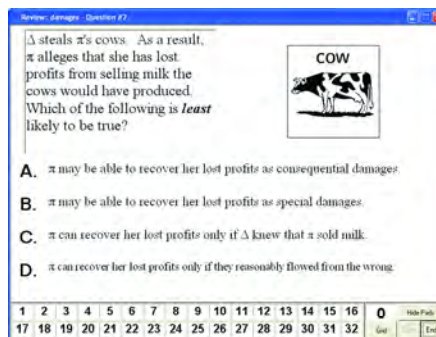 Review: damages - Question #7
Δ steals π's cows. As a result,
π alleges that she has lost
profits from selling milk the
cows would have produced.
Which of the following is least
likely to be true?
COW
A. π may be able to recover her lost profits as consequential damages.
B. π may be able to recover her lost profits as special damages.
C. π can recover her lost profits only if Δ knew that π sold milk.
D. π can recover her lost profits only if they reasonably flowed from the wrong.
1 2 3 4 5 6 7 8 9 10 11 12 13 14 15 16 0
17 18 19 20 21 22 23 24 25 26 27 28 29 30 31 32